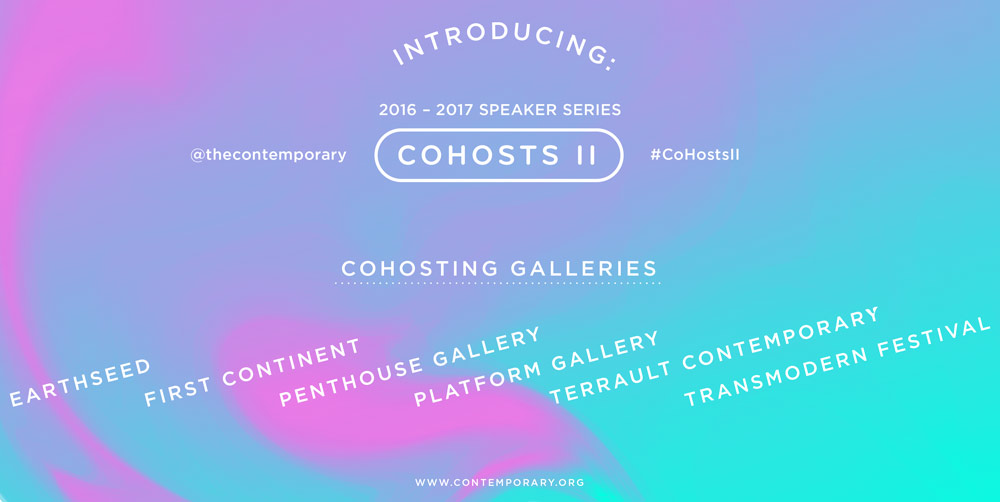 INTRODUCING:
2016 – 2017 SPEAKER SERIES
@thecontemporary
COHOSTS II
#CoHostsII
COHOSTING GALLERIES
EARTHSEED
FIRST CONTINENT
PENTHOUSE GALLERY
PLATFORM GALLERY
TERRAULT CONTEMPORARY
TRANSMODERN FESTIVAL
WWW.CONTEMPORARY.ORG